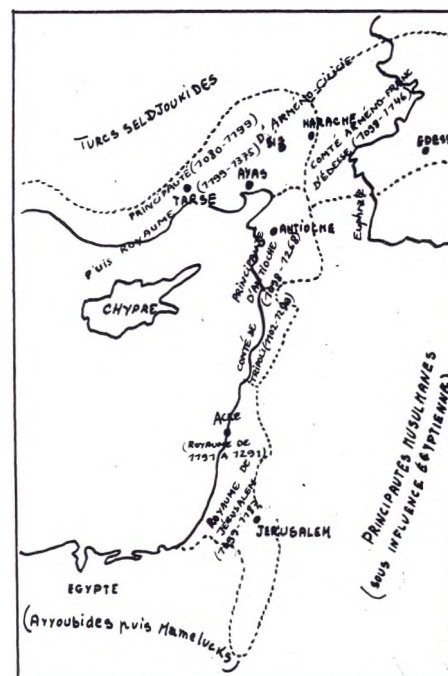 TURCS SELDJOUKIDES
PRINCIPAUTÉ (1080-1199)
PUIS ROYAUME (1199-1375) D'ARMÉNO-CILICIE
SIS
MARACHE
COMTÉ ARMÉNO-FRANC
D'ÉDESSE (1098-1146)
EDESSE
TARSE
AYAS
Euphrate
ANTIOCHE
PRINCIPAUTÉ
D'ANTIOCHE
(1098-1268)
CHYPRE
COMTÉ DE
TRIPOLI (1102-1289)
ACRE
(ROYAUME DE
1191 A 1291)
ROYAUME DE
JÉRUSALEM
(1099-1187)
JERUSALEM
PRINCIPAUTÉS MUSULMANES
(SOUS INFLUENCE ÉGYPTIENNE)
EGYPTE
(Ayyoubides puis Mamelucks)